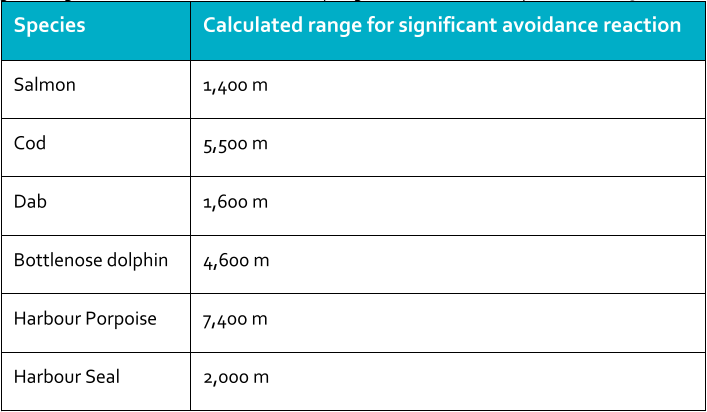 Species Calculated range for significant avoidance reaction
Salmon 1,400 m
Cod 5,500 m
Dab 1,600 m
Bottlenose dolphin 4,600 m
Harbour Porpoise 7,400 m
Harbour Seal 2,000 m